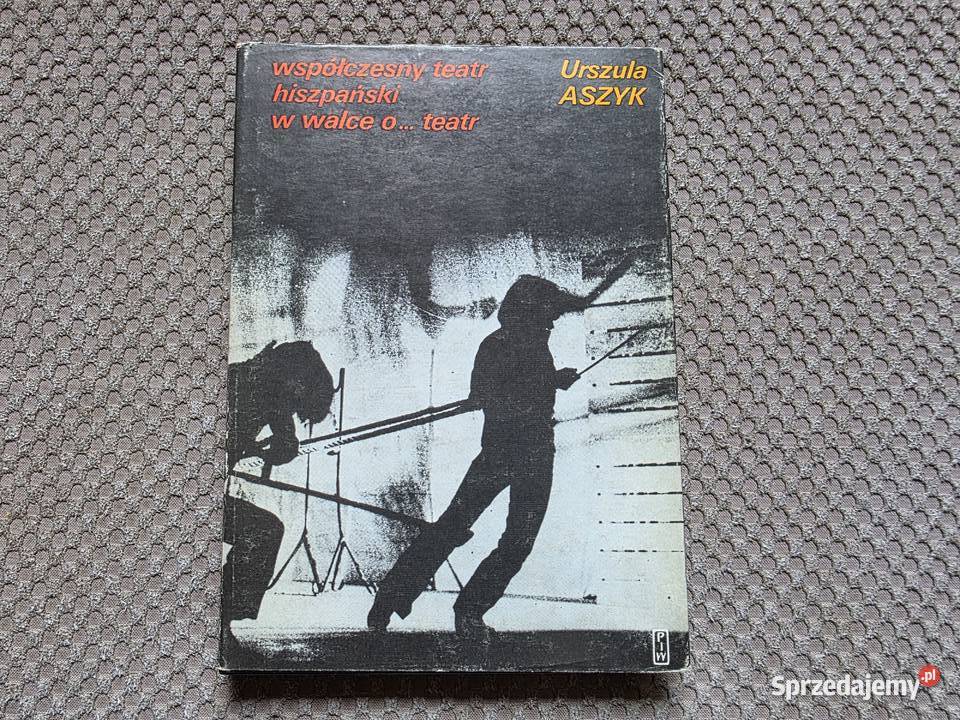 współczesny teatr
hiszpański
w walce o... teatr
Urszula
ASZYK
PIW
Sprzedajemy.pl